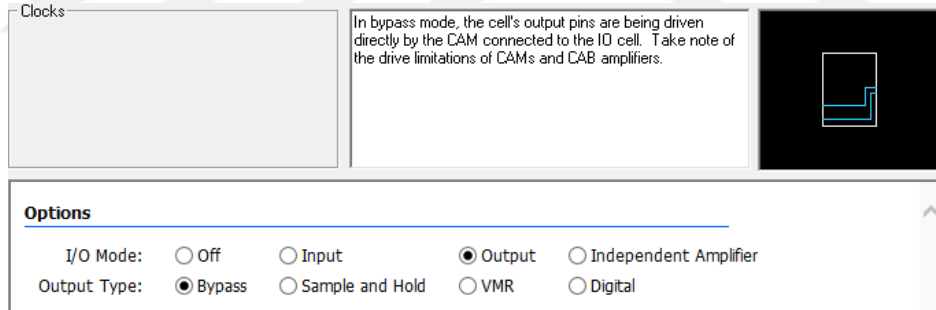 Clocks
In bypass mode, the cell's output pins are being driven
directly by the CAM connected to the IO cell.  Take note of
the drive limitations of CAMs and CAB amplifiers.
Options
I/O Mode: Off Input Output Independent Amplifier
Output Type: Bypass Sample and Hold VMR Digital